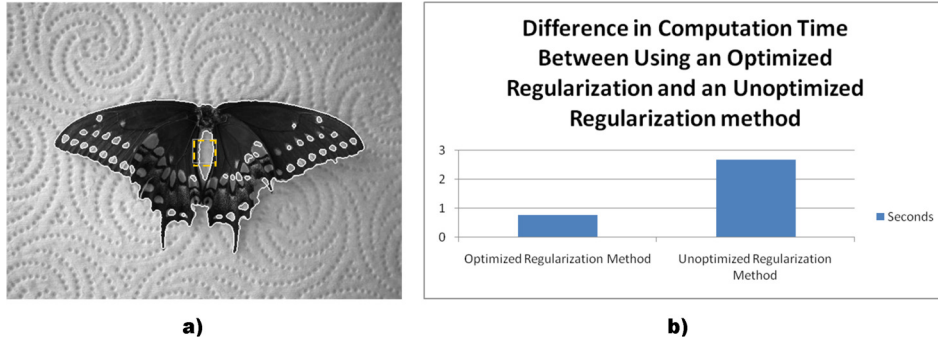 Difference in Computation Time
Between Using an Optimized
Regularization and an Unoptimized
Regularization method
3
2
1
0
Seconds
Optimized Regularization Method
Unoptimized Regularization
Method
a)
b)